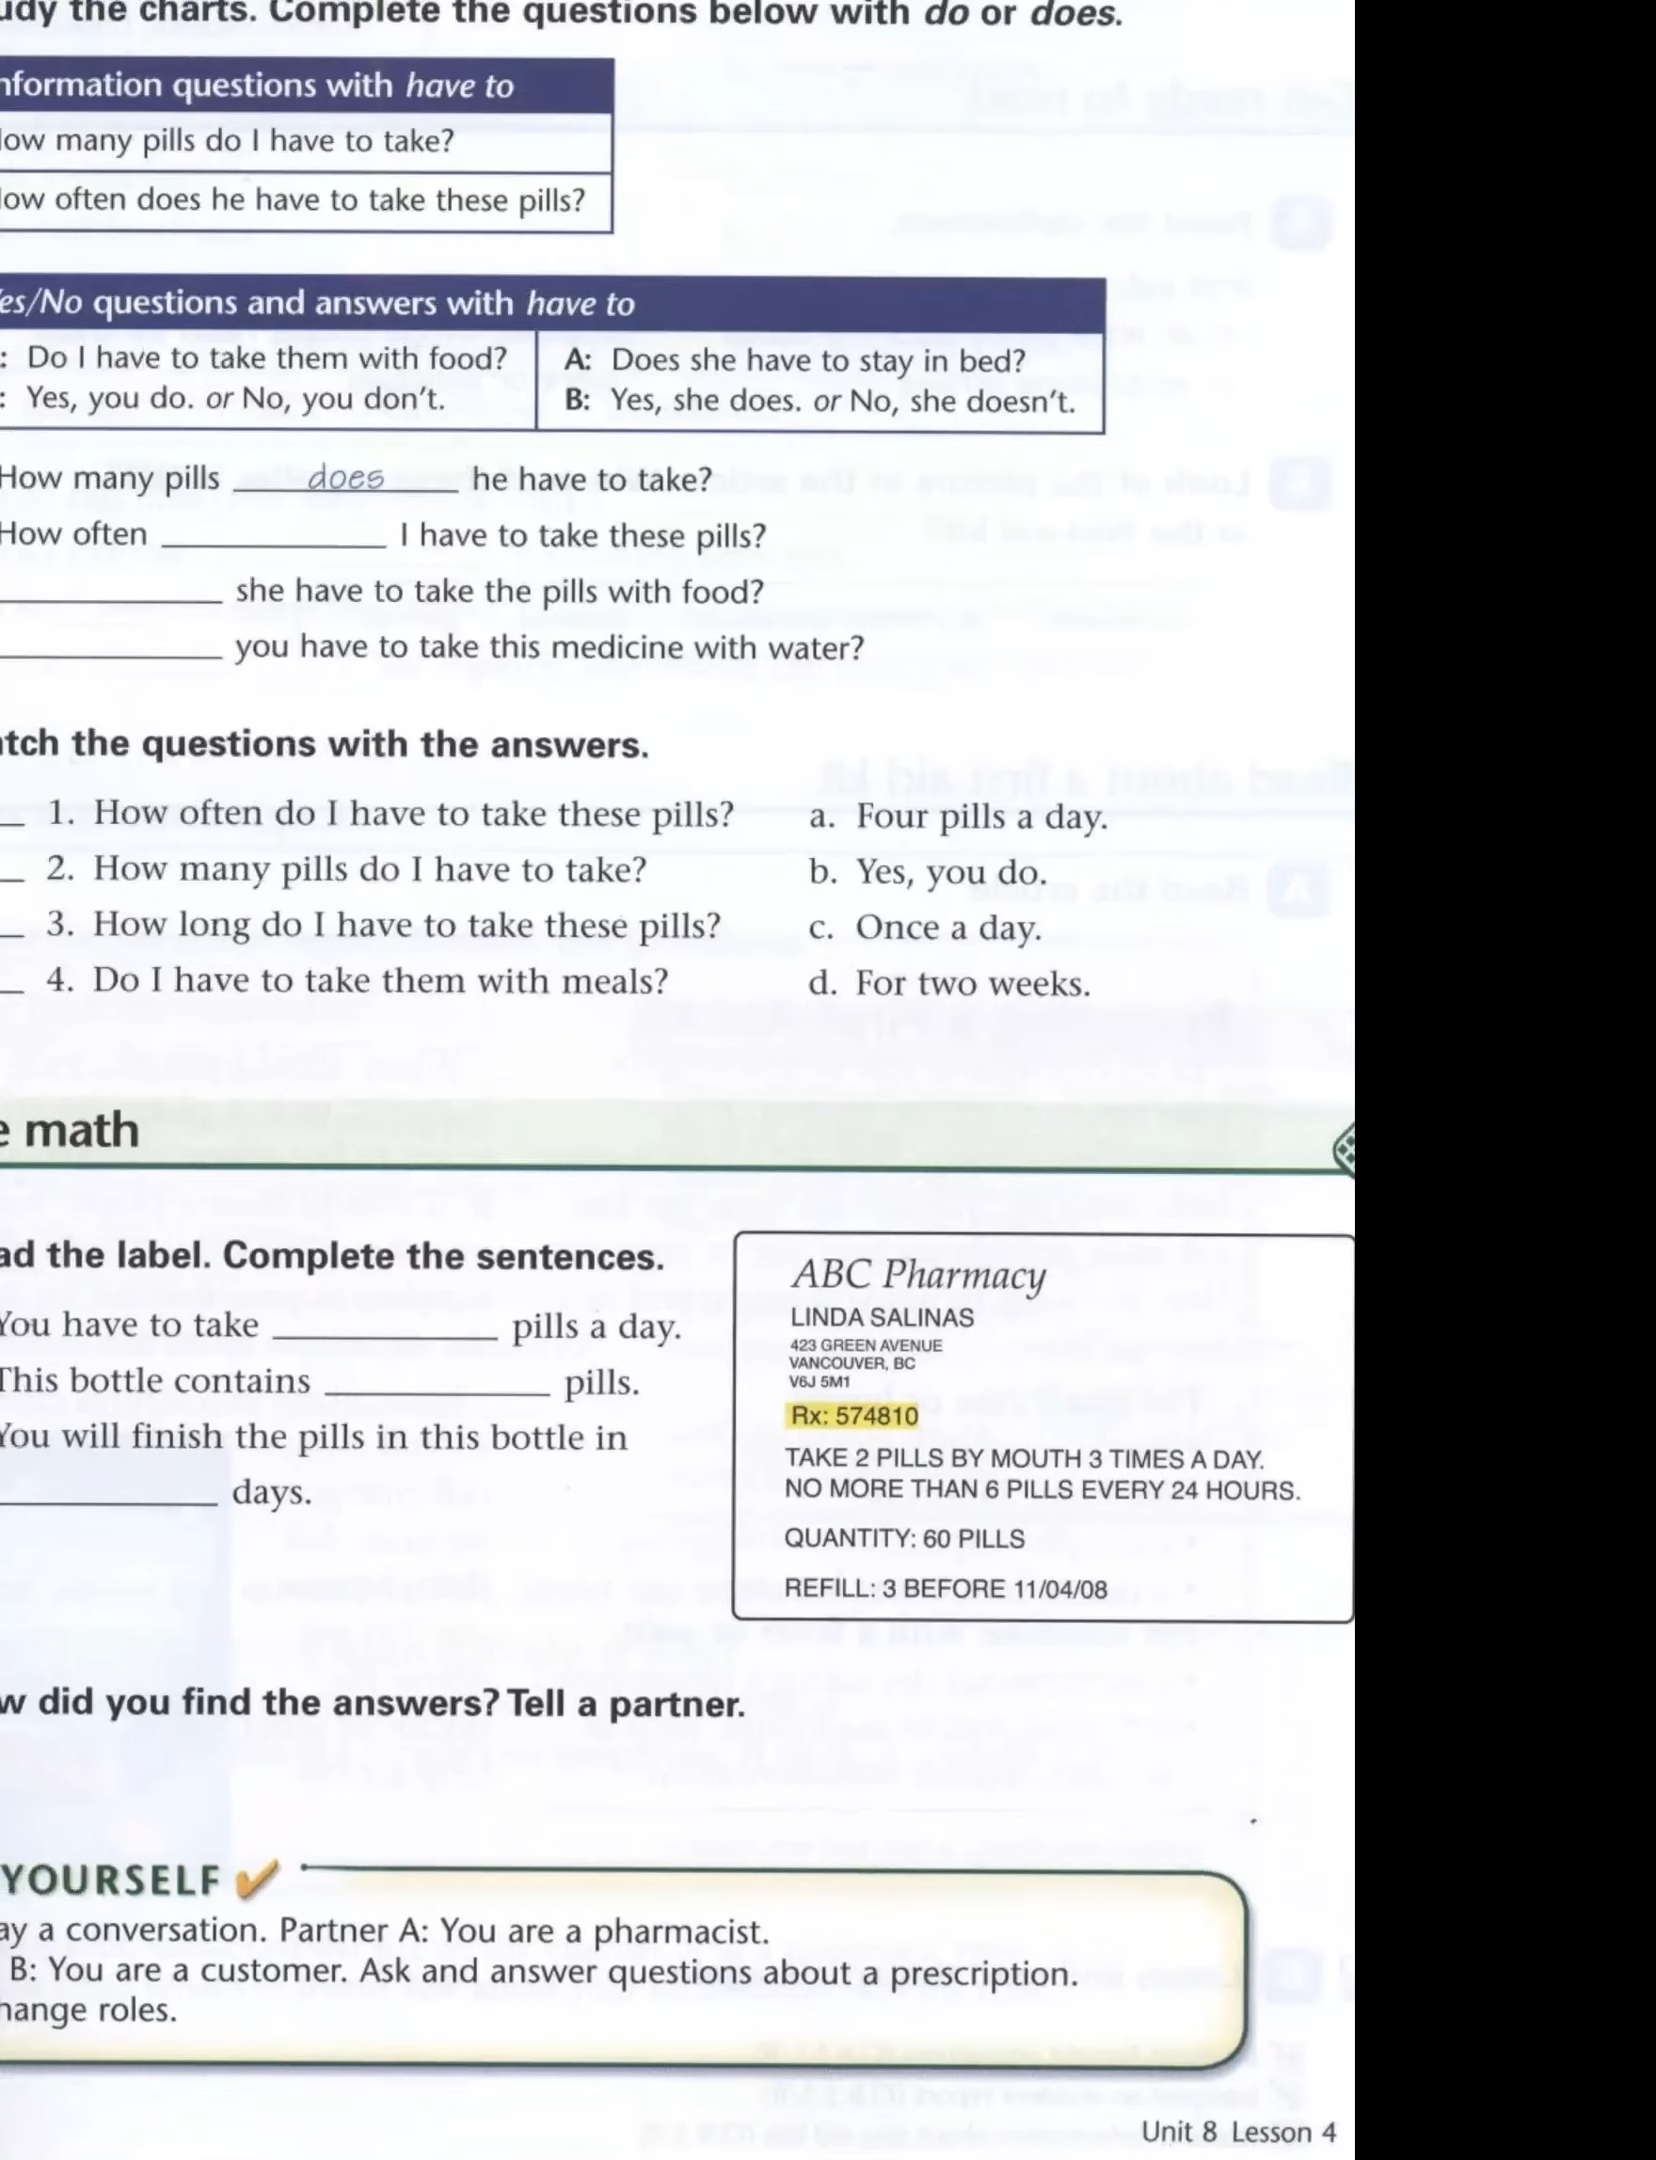 udy the charts. Complete the questions below with do or does.
nformation questions with have to
low many pills do I have to take?
low often does he have to take these pills?
es/No questions and answers with have to
: Do I have to take them with food?
: Yes, you do. or No, you don't.
A: Does she have to stay in bed?
B: Yes, she does. or No, she doesn't.
How many pills does he have to take?
How often ____ I have to take these pills?
____ she have to take the pills with food?
____ you have to take this medicine with water?
atch the questions with the answers.
1. How often do I have to take these pills?
2. How many pills do I have to take?
3. How long do I have to take these pills?
4. Do I have to take them with meals?
a. Four pills a day.
b. Yes, you do.
c. Once a day.
d. For two weeks.
e math
ad the label. Complete the sentences.
You have to take ____ pills a day.
This bottle contains ____ pills.
You will finish the pills in this bottle in
____ days.
ABC Pharmacy
LINDA SALINAS
423 GREEN AVENUE
VANCOUVER, BC
V6J 5M1
Rx: 574810
TAKE 2 PILLS BY MOUTH 3 TIMES A DAY.
NO MORE THAN 6 PILLS EVERY 24 HOURS.
QUANTITY: 60 PILLS
REFILL: 3 BEFORE 11/04/08
w did you find the answers? Tell a partner.
YOURSELF
ay a conversation. Partner A: You are a pharmacist.
B: You are a customer. Ask and answer questions about a prescription.
hange roles.
Unit 8 Lesson 4